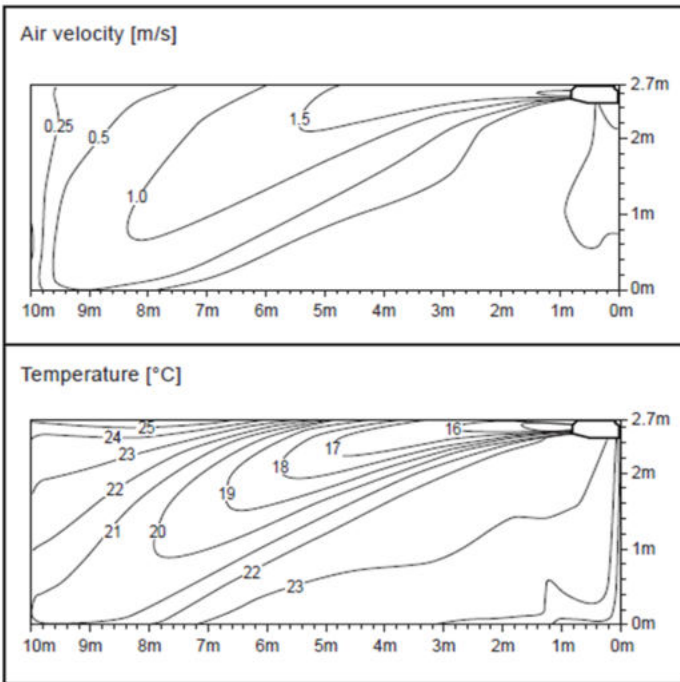 Air velocity [m/s]
2.7m
0.25
1.5
0.5
2m
1.0
1m
0m
10m 9m 8m 7m 6m 5m 4m 3m 2m 1m 0m
Temperature [°C]
2.7m
25
16
24
23
17
18
2m
22
19
21
20
1m
22
23
0m
10m 9m 8m 7m 6m 5m 4m 3m 2m 1m 0m